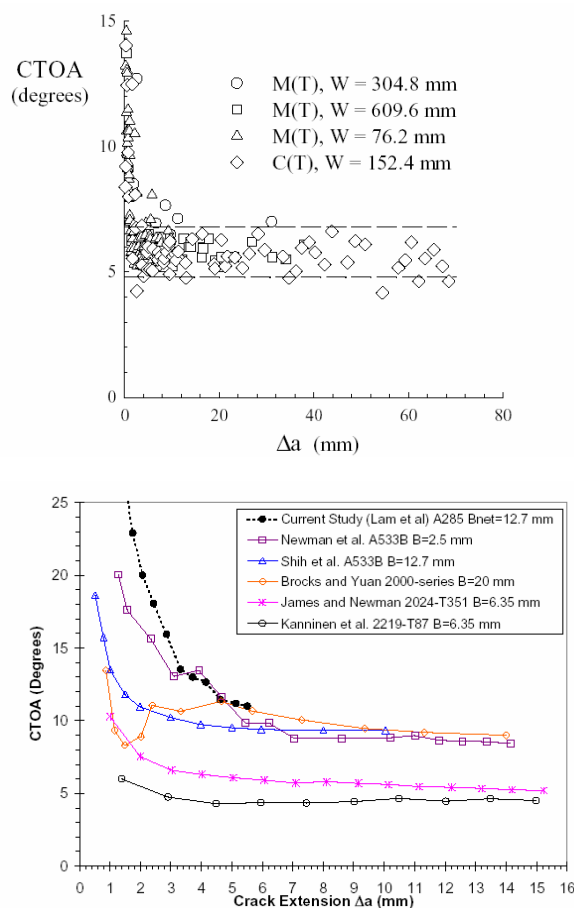 15
CTOA
(degrees)
M(T), W = 304.8 mm
M(T), W = 609.6 mm
M(T), W = 76.2 mm
C(T), W = 152.4 mm
10
5
0
0 20 40 60 80
Δa (mm)
25
Current Study (Lam et al) A285 Bnet=12.7 mm
Newman et al. A533B B=2.5 mm
Shih et al. A533B B=12.7 mm
Brocks and Yuan 2000-series B=20 mm
James and Newman 2024-T351 B=6.35 mm
Kanninen et al. 2219-T87 B=6.35 mm
20
15
CTOA (Degrees)
10
5
0
0 1 2 3 4 5 6 7 8 9 10 11 12 13 14 15 16
Crack Extension Δa (mm)